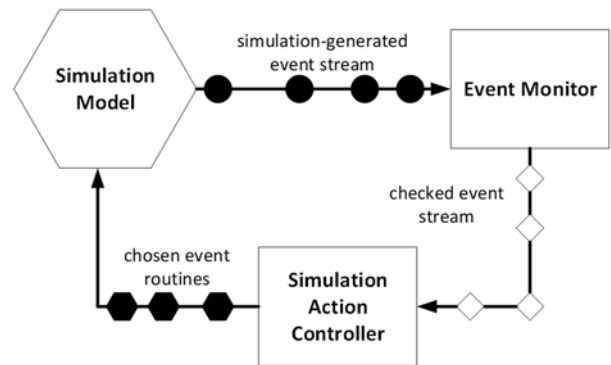 simulation-generated
event stream
Simulation
Model
Event Monitor
checked event
stream
chosen event
routines
Simulation
Action
Controller